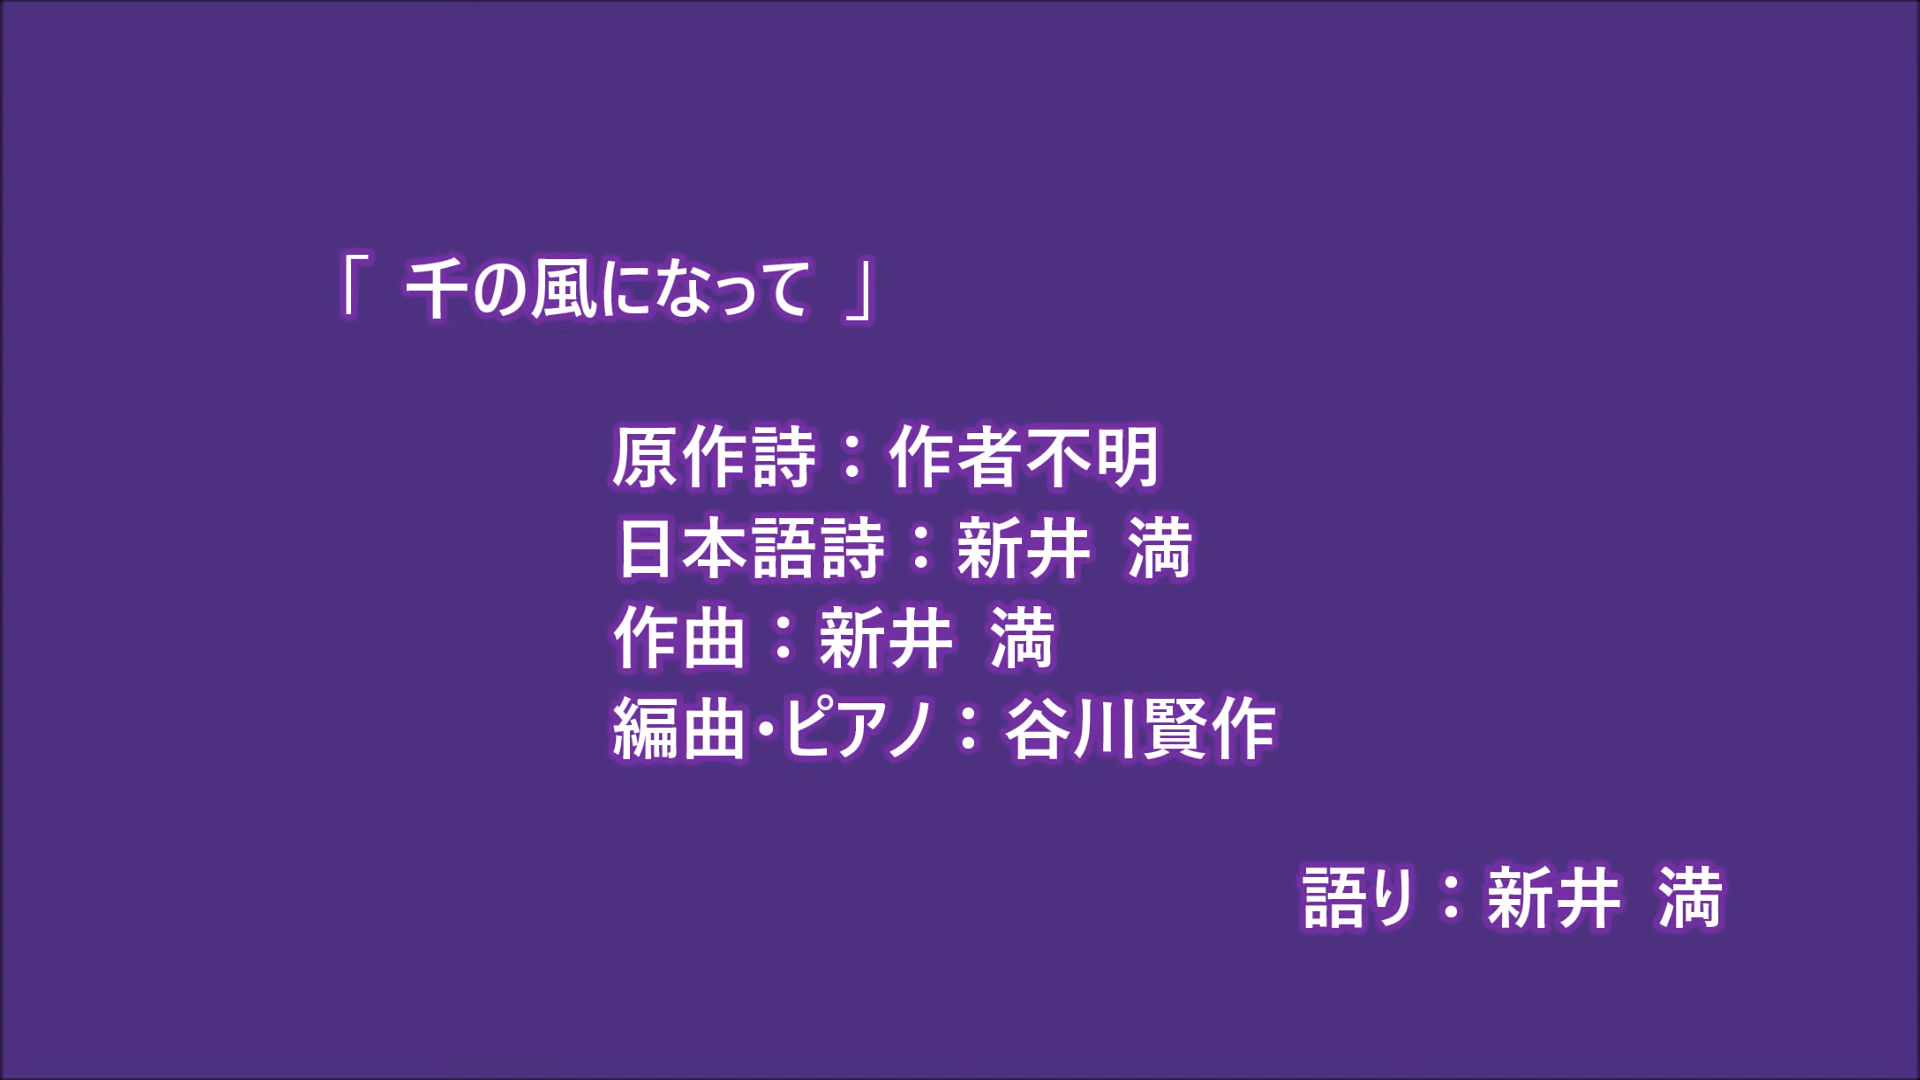 「 千の風になって 」
原作詩：作者不明
日本語詩：新井 満
作曲：新井 満
編曲・ピアノ：谷川賢作
語り：新井 満